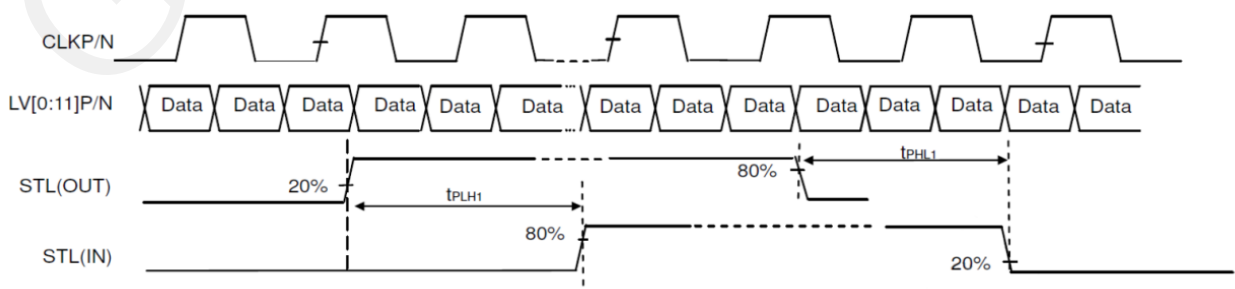 CLKP/N
LV[0:11]P/N Data Data Data Data Data Data Data Data Data Data Data Data Data
80% tPHL1
STL(OUT) 20%
tPLH1
80%
STL(IN) 20%